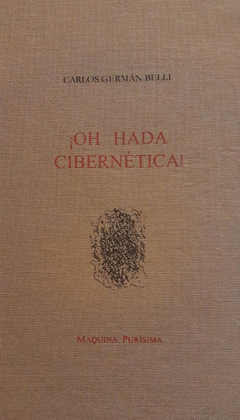 CARLOS GERMÁN BELLI
¡OH HADA
CIBERNÉTICA!
MÁQUINA PURÍSIMA